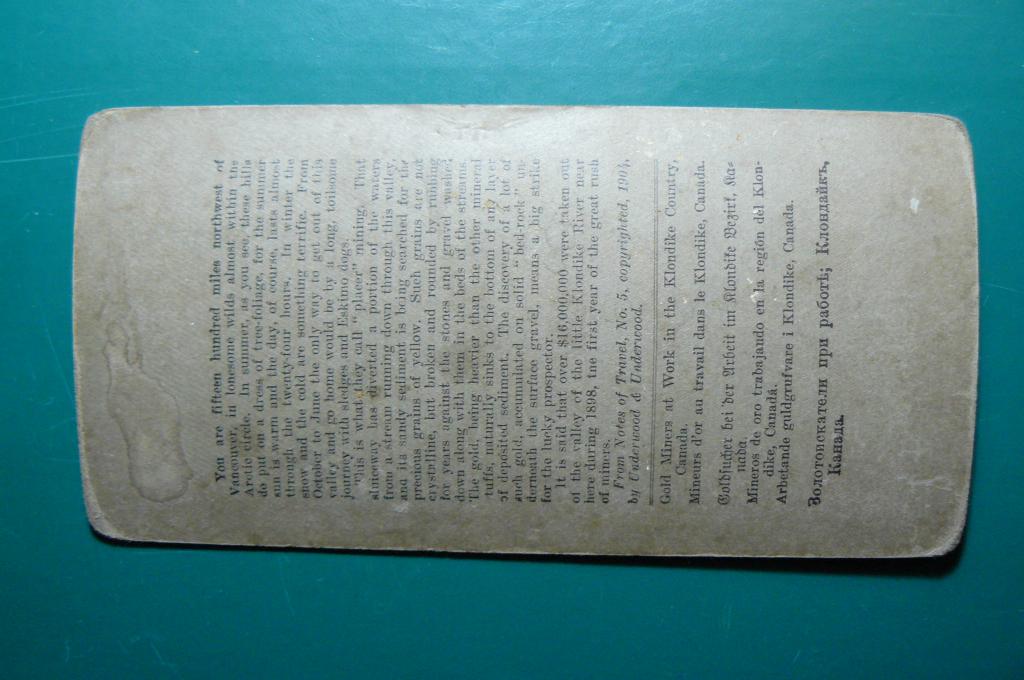 You are fifteen hundred miles northwest of
Vancouver, in lonesome wilds almost within the
Arctic circle. In summer, as you see, these hills
do put on a dress of tree-foliage, for the summer
sun is warm and the day, of course, lasts almost
through the twenty-four hours. In winter the
snow and the cold are something terrific. From
October to June the only way to get out of this
valley and go home would be by a long, toilsome
journey with sledges and Eskimo dogs.
This is what they call "placer" mining. That
sluiceway has diverted a portion of the waters
from a stream running down through this valley,
and its sandy sediment is being searched for the
precious grains of yellow. Such grains are not
crystalline, but broken and rounded by rubbing
for years against the stones and gravel washed
down along with them in the beds of the streams.
The gold, being heavier than the other mineral
stuffs, naturally sinks to the bottom of any layer
of deposited sediment. The discovery of a lot of
such gold, accumulated on solid "bed-rock" un-
derneath the surface gravel, means a big strike
for the lucky prospector.
It is said that over $16,000,000 were taken out
of the valley of the little Klondike River near
here during 1898, the first year of the great rush
of miners.
From Notes of Travel, No. 5, copyrighted, 1904,
by Underwood & Underwood.
Gold Miners at Work in the Klondike Country,
Canada.
Mineurs d'or au travail dans le Klondike, Canada.
Goldsucher bei der Arbeit im Klondike Bezirk, Ka-
nada.
Mineros de oro trabajando en la región del Klon-
dike, Canadá.
Arbetande guldgrufvare i Klondike, Canada.
Золотоискатели при работѣ; Клондайкъ,
Канада.